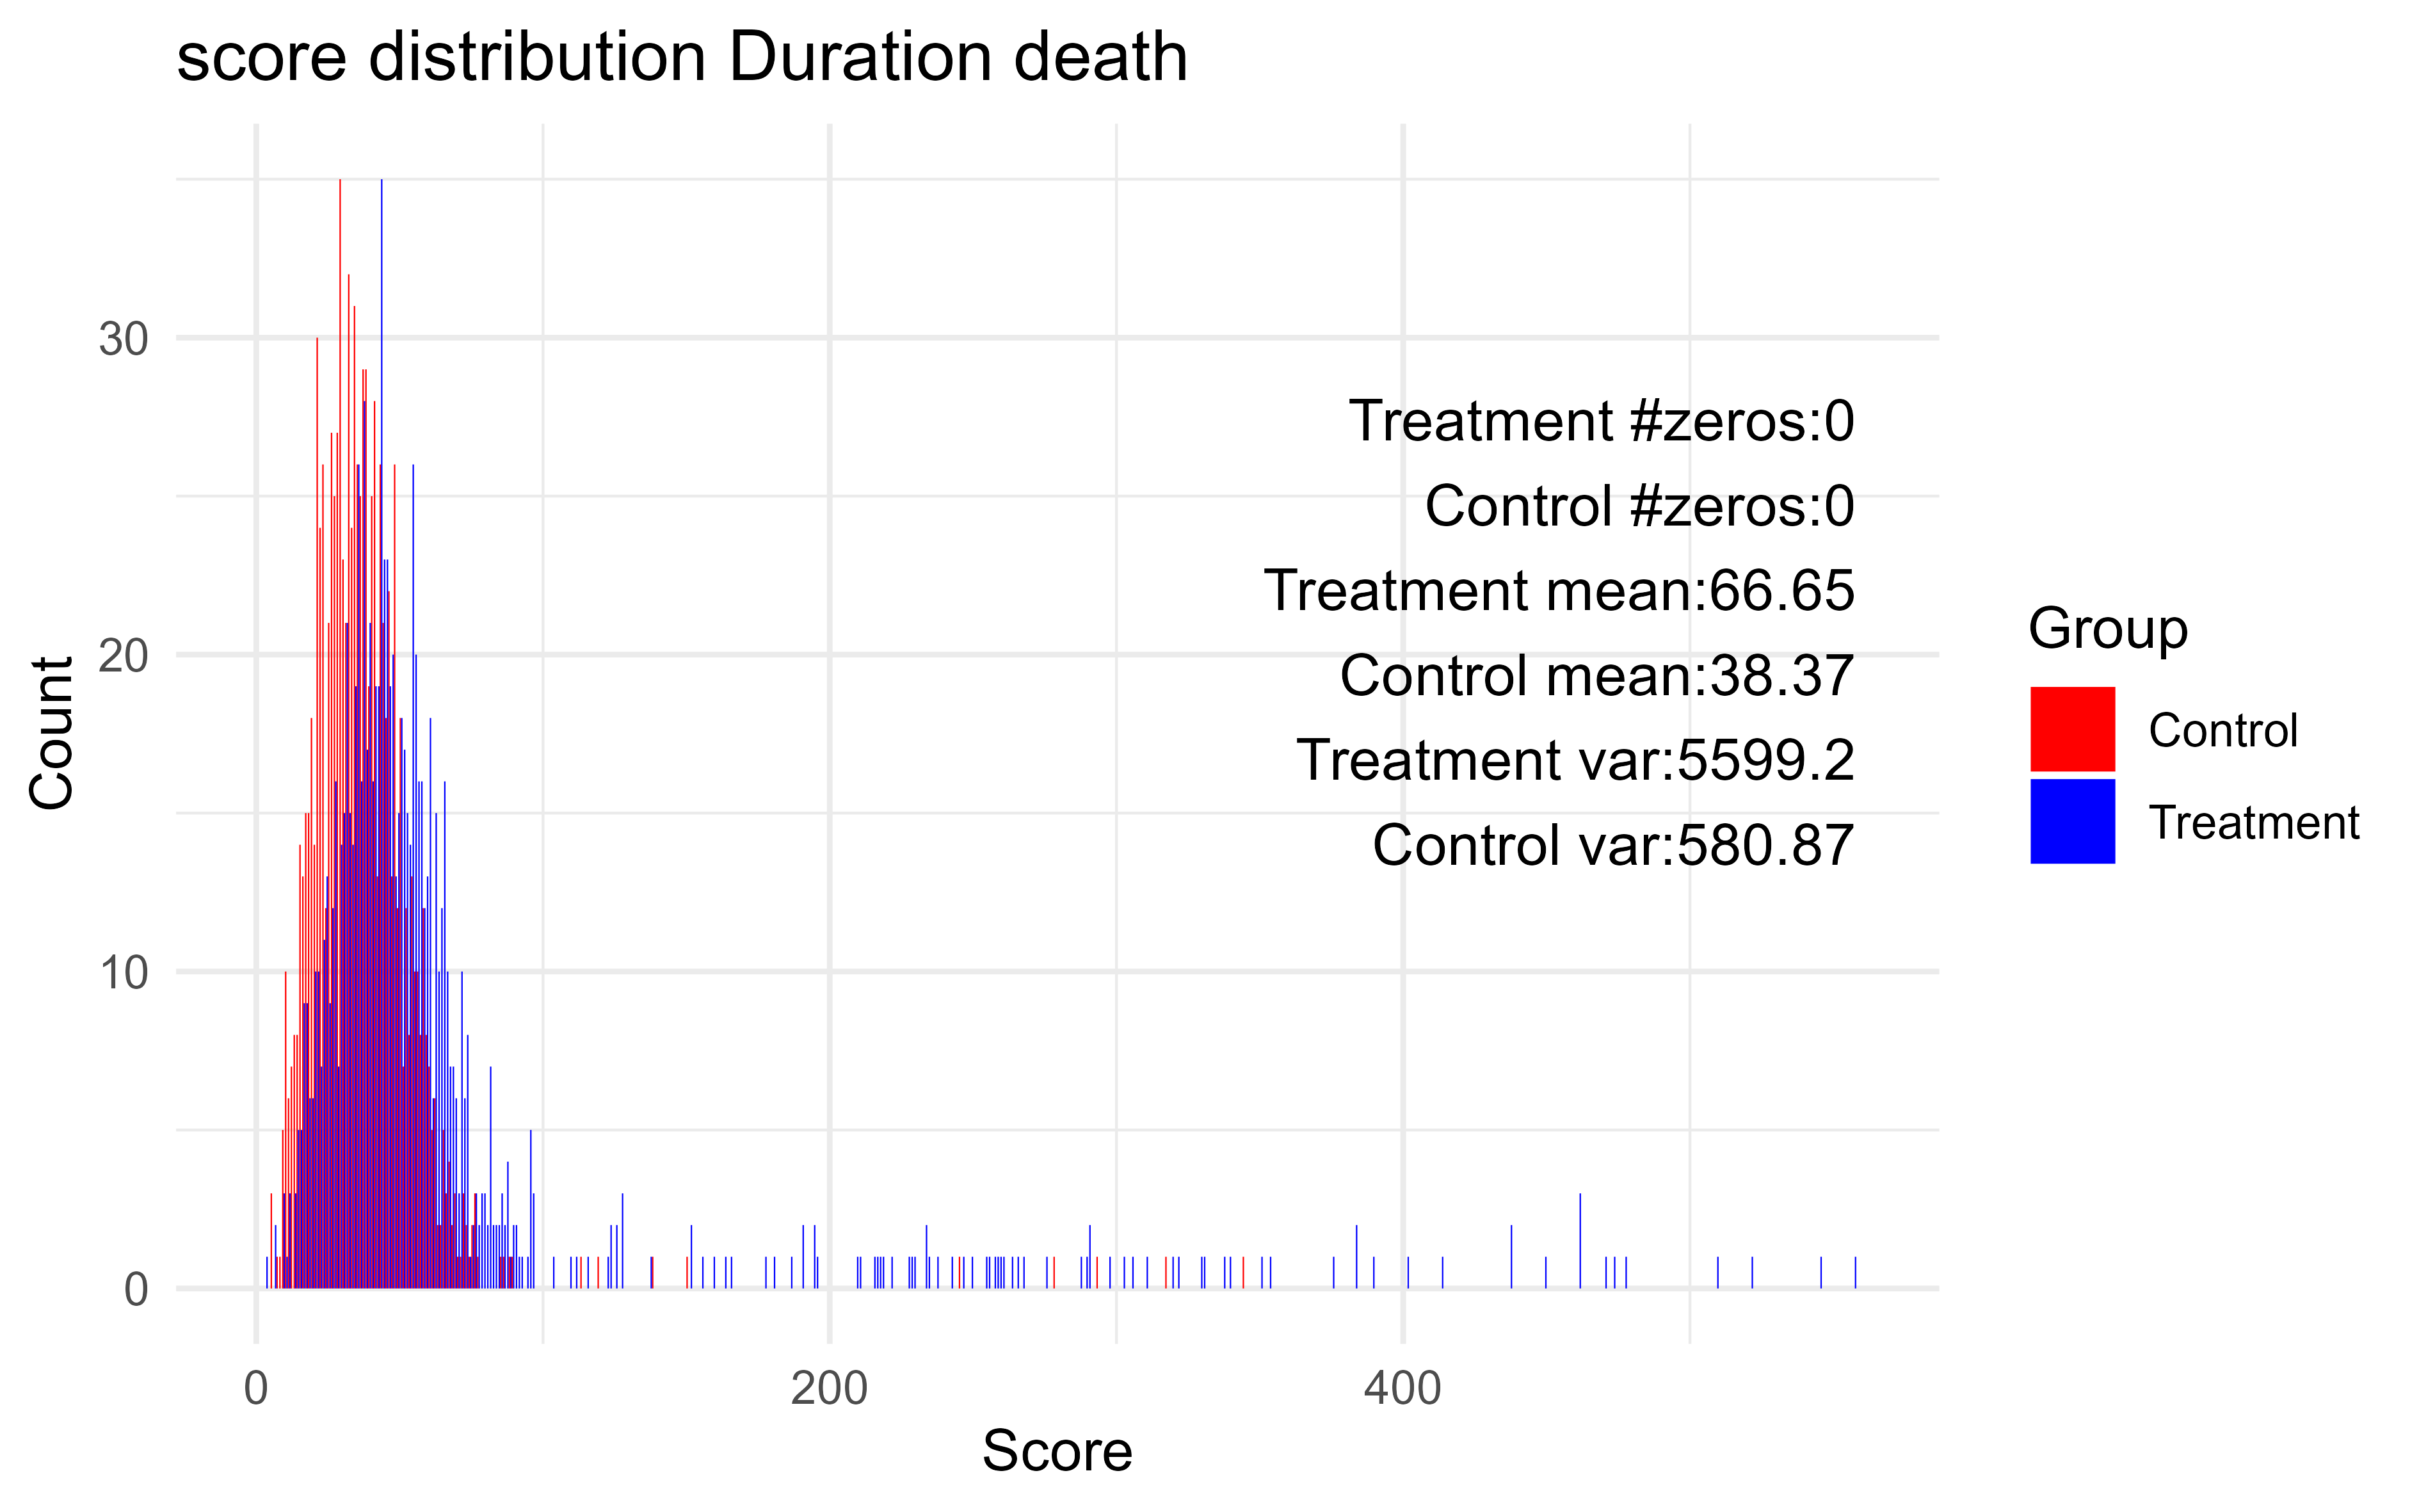 score distribution Duration death
Count
30
20
10
0
Treatment #zeros:0
Control #zeros:0
Treatment mean:66.65
Control mean:38.37
Treatment var:5599.2
Control var:580.87
Group
Control
Treatment
0
200
400
Score